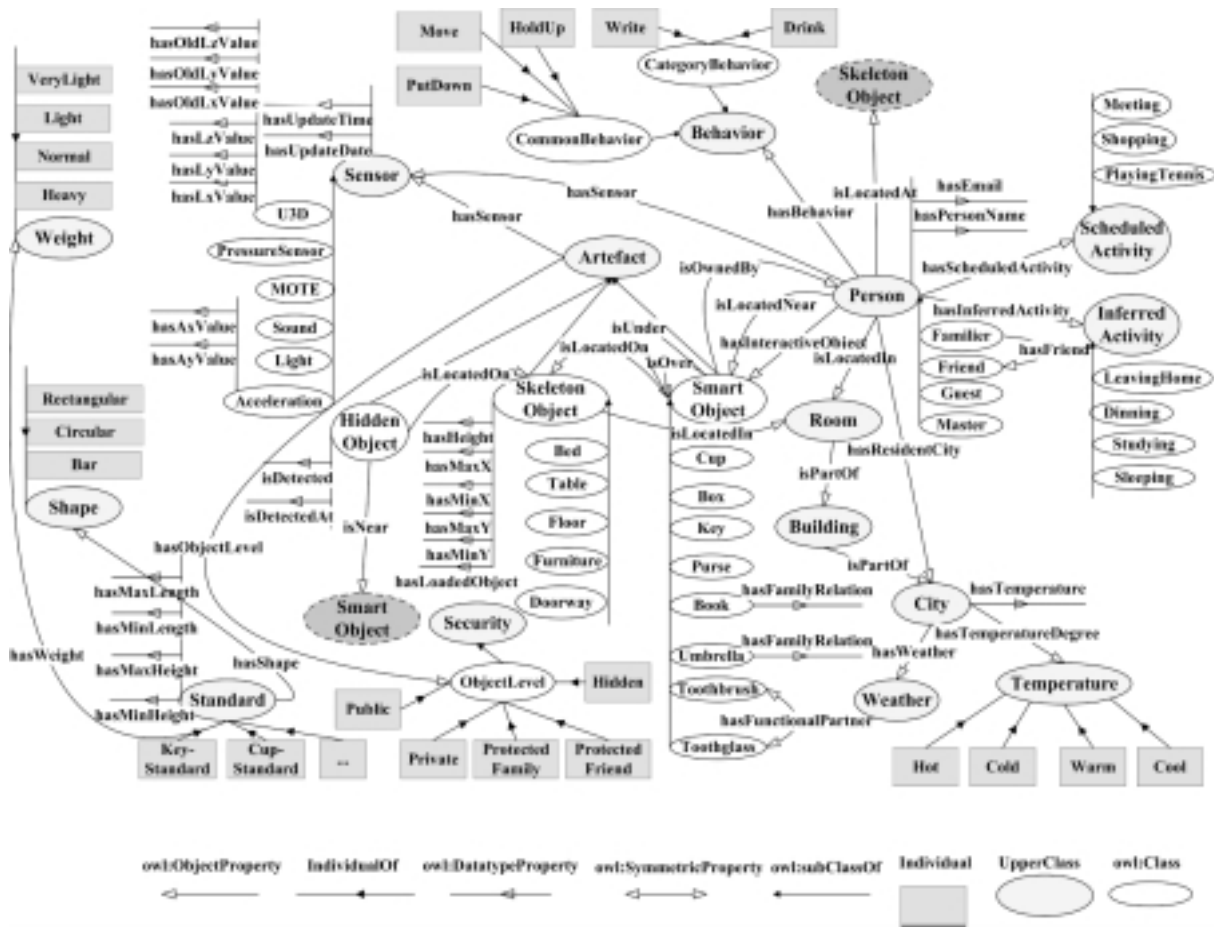 Move
HoldUp
Write
Drink
hasOldLzValue
CategoryBehavior
Skeleton
Object
VeryLight
hasOldLyValue
PutDown
hasOldLxValue
Meeting
Light
hasUpdateTime
CommonBehavior
Behavior
hasLzValue
Shopping
Normal
hasUpdateDate
hasLyValue
Sensor
hasSensor
isLocatedAt
hasEmail
PlayingTennis
Heavy
hasLxValue
hasBehavior
hasPersonName
U3D
hasSensor
Weight
Scheduled
Activity
PressureSensor
Artefact
isOwnedBy
hasScheduledActivity
MOTE
Person
isLocatedNear
hasInferredActivity
Inferred
Activity
hasAxValue
Sound
isUnder
hasInteractiveObject
Familier
hasFriend
hasAyValue
Light
isLocatedOn
isOver
isLocatedIn
Friend
isLocatedOn
LeavingHome
Rectangular
Acceleration
Hidden
Object
Skeleton
Object
Smart
Object
Guest
Dinning
Circular
isLocatedIn
Room
Master
hasHeight
Studying
Bar
isDetected
hasMaxX
Bed
Cup
hasResidentCity
Sleeping
isPartOf
Table
Shape
hasMinX
Box
isDetectedAt
isNear
hasMaxY
Floor
Key
Building
hasObjectLevel
hasMinY
Furniture
Purse
isPartOf
hasMaxLength
hasLoadedObject
hasTemperature
Doorway
Book
hasFamilyRelation
City
Smart
Object
Security
hasMinLength
hasTemperatureDegree
hasWeight
hasShape
Umbrella
hasFamilyRelation
hasWeather
hasMaxHeight
ObjectLevel
Hidden
Toothbrush
Weather
Temperature
Standard
Public
hasMinHeight
hasFunctionalPartner
Toothglass
Key-
Standard
Cup-
Standard
...
Private
Protected
Family
Protected
Friend
Hot
Cold
Warm
Cool
owl:ObjectProperty
IndividualOf
owl:DatatypeProperty
owl:SymmetricProperty
owl:subClassOf
Individual
UpperClass
owl:Class